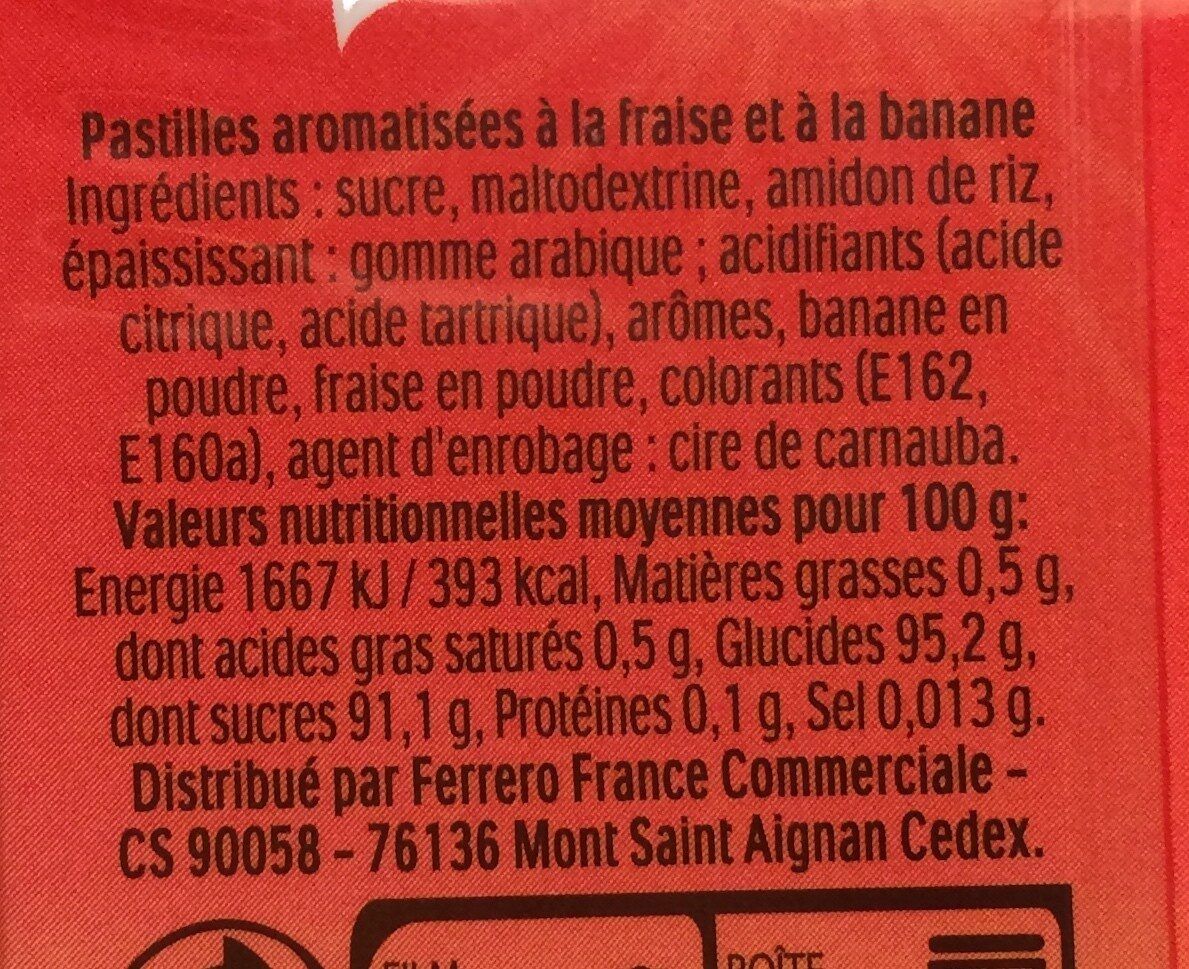 Pastilles aromatisées à la fraise et à la banane
Ingrédients : sucre, maltodextrine, amidon de riz,
épaississant : gomme arabique ; acidifiants (acide
citrique, acide tartrique), arômes, banane en
poudre, fraise en poudre, colorants (E162,
E160a), agent d'enrobage : cire de carnauba.
Valeurs nutritionnelles moyennes pour 100 g:
Energie 1667 kJ / 393 kcal, Matières grasses 0,5 g,
dont acides gras saturés 0,5 g, Glucides 95,2 g,
dont sucres 91,1 g, Protéines 0,1 g, Sel 0,013 g.
Distribué par Ferrero France Commerciale -
CS 90058 - 76136 Mont Saint Aignan Cedex.
BOÎTE